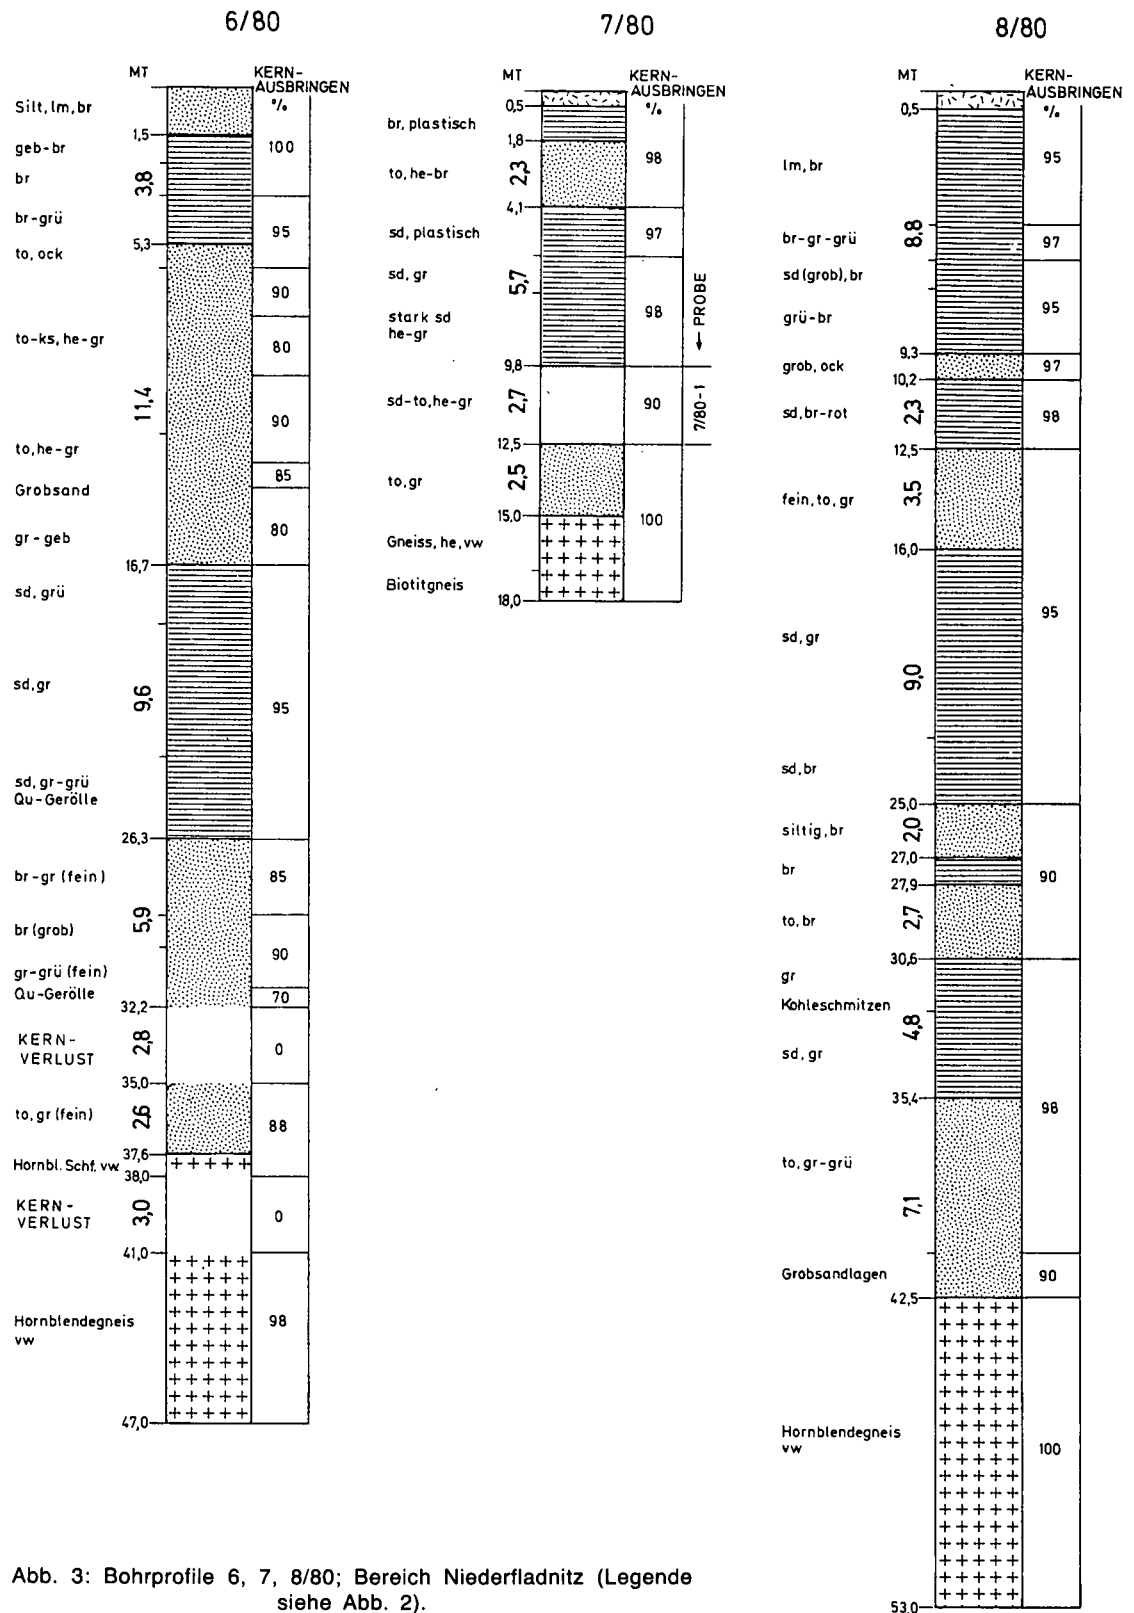 6/80
MT
KERN-
AUSBRINGEN
%
Silt, lm, br
1,5
geb-br
100
br
3,8
br-grü
95
5,3
to, ock
90
to-ks, he-gr
80
11,4
90
to, he-gr
85
Grobsand
80
gr-geb
16,7
sd, grü
sd, gr
9,6
95
sd, gr-grü
Qu-Gerölle
26,3
br-gr (fein)
85
5,9
br (grob)
90
gr-grü (fein)
Qu-Gerölle
70
32,2
KERN-
VERLUST
2,8
0
35,0
to, gr (fein)
2,6
88
37,6
Hornbl. Schf. vw
38,0
KERN-
VERLUST
3,0
0
41,0
Hornblendegneis
vw
98
47,0
7/80
MT
KERN-
AUSBRINGEN
%
0,5
br, plastisch
1,8
98
to, he-br
2,3
4,1
sd, plastisch
97
sd, gr
5,7
stark sd
he-gr
98
PROBE
9,8
sd-to, he-gr
2,7
90
7/80-1
12,5
to, gr
2,5
15,0
100
Gneiss, he, vw
Biotitgneis
18,0
8/80
MT
KERN-
AUSBRINGEN
%
0,5
95
lm, br
8,8
br-gr-grü
97
sd (grob), br
95
grü-br
9,3
grob, ock
97
10,2
sd, br-rot
2,3
98
12,5
fein, to, gr
3,5
16,0
95
sd, gr
9,0
sd, br
25,0
siltig, br
2,0
27,0
br
90
27,9
to, br
2,7
30,6
gr
Kohleschmitzen
4,8
sd, gr
35,4
98
to, gr-grü
7,1
Grobsandlagen
90
42,5
Hornblendegneis
vw
100
53,0
Abb. 3: Bohrprofile 6, 7, 8/80; Bereich Niederfladnitz (Legende
siehe Abb. 2).